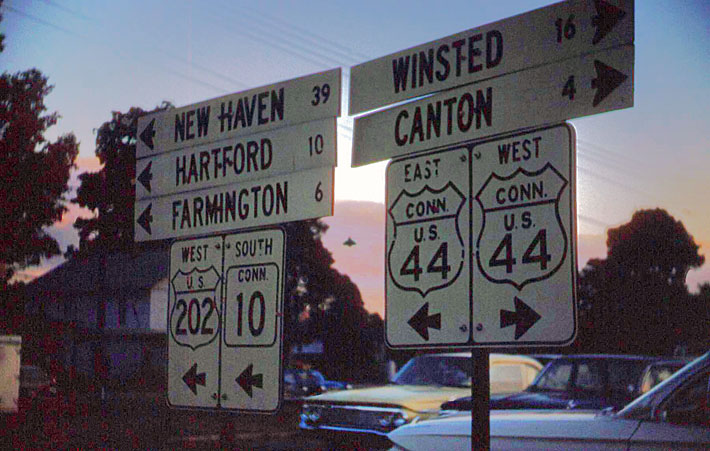 NEW HAVEN 39
HARTFORD 10
FARMINGTON 6
WEST
U S
202
SOUTH
CONN.
10
WINSTED 16
CANTON 4
EAST
CONN.
U.S.
44
WEST
CONN.
U.S.
44